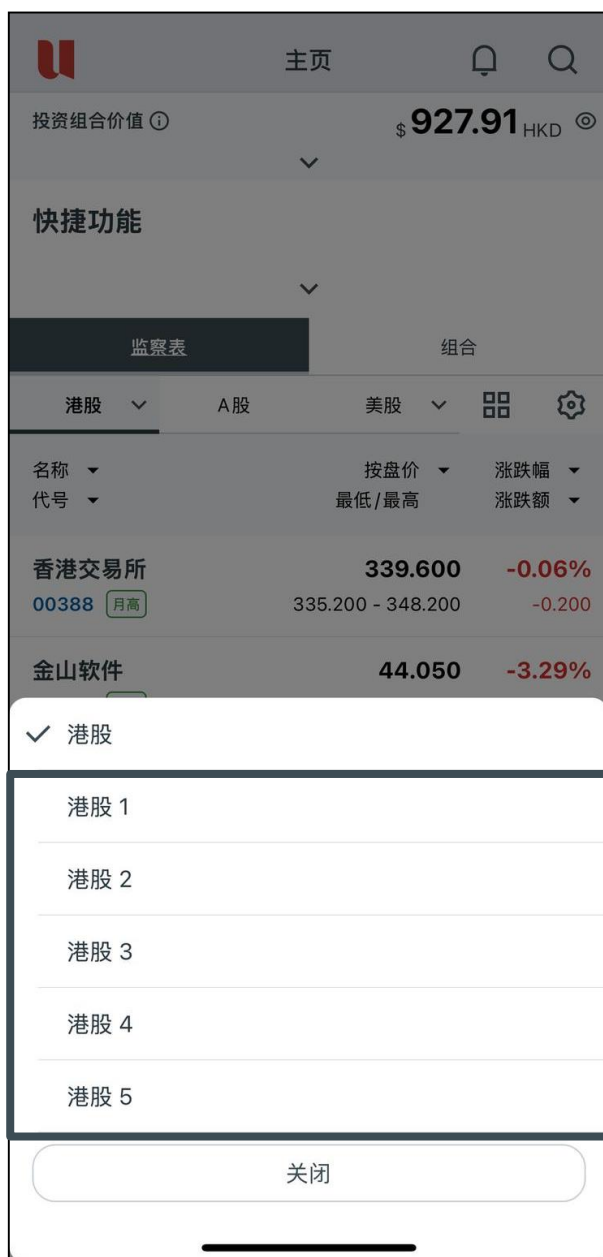 主页
投资组合价值 $ 927.91 HKD
快捷功能
监察表 组合
港股 A股 美股
名称 按盘价 涨跌幅
代号 最低/最高 涨跌额
香港交易所 339.600 -0.06%
00388 月高 335.200 - 348.200 -0.200
金山软件 44.050 -3.29%
港股
港股 1
港股 2
港股 3
港股 4
港股 5
关闭